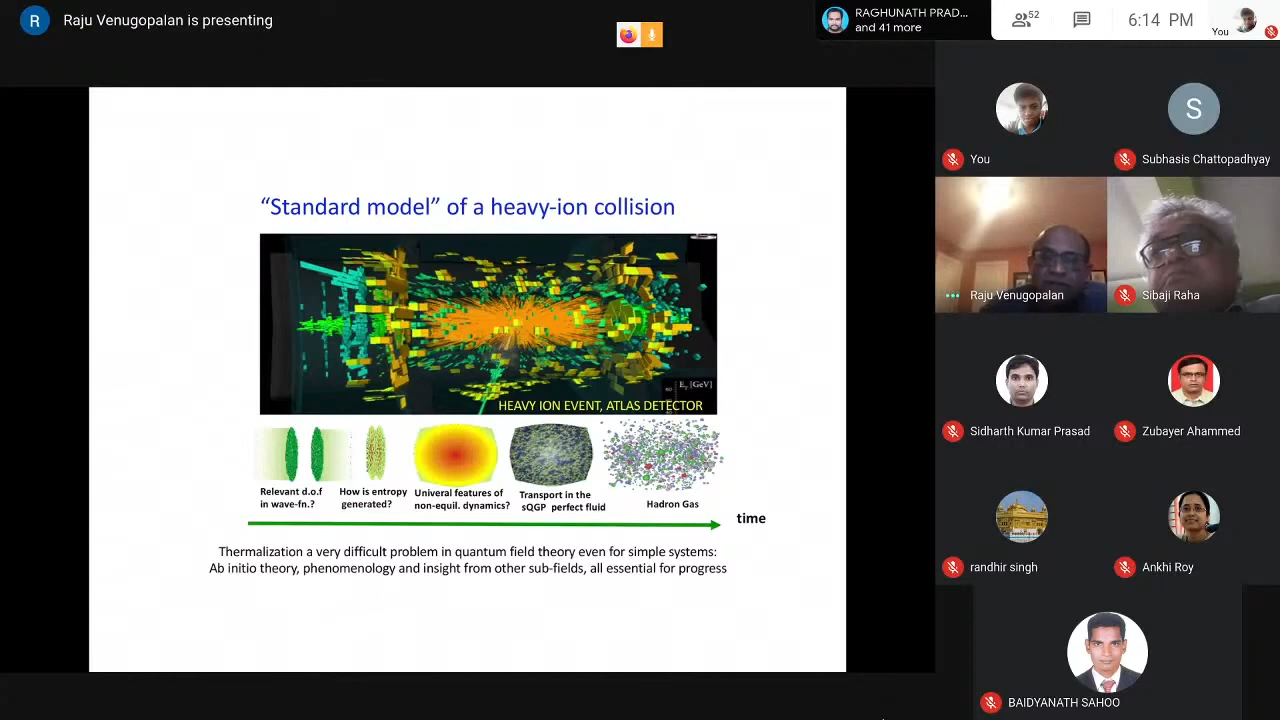 R
Raju Venugopalan is presenting
RAGHUNATH PRAD...
and 41 more
52
6:14 PM
You
“Standard model” of a heavy-ion collision
E_T [GeV]
HEAVY ION EVENT, ATLAS DETECTOR
Relevant d.o.f
in wave-fn.?
How is entropy
generated?
Univeral features of
non-equil. dynamics?
Transport in the
sQGP perfect fluid
Hadron Gas
time
Thermalization a very difficult problem in quantum field theory even for simple systems:
Ab initio theory, phenomenology and insight from other sub-fields, all essential for progress
You
S
Subhasis Chattopadhyay
Raju Venugopalan
Sibaji Raha
Sidharth Kumar Prasad
Zubayer Ahammed
randhir singh
Ankhi Roy
BAIDYANATH SAHOO